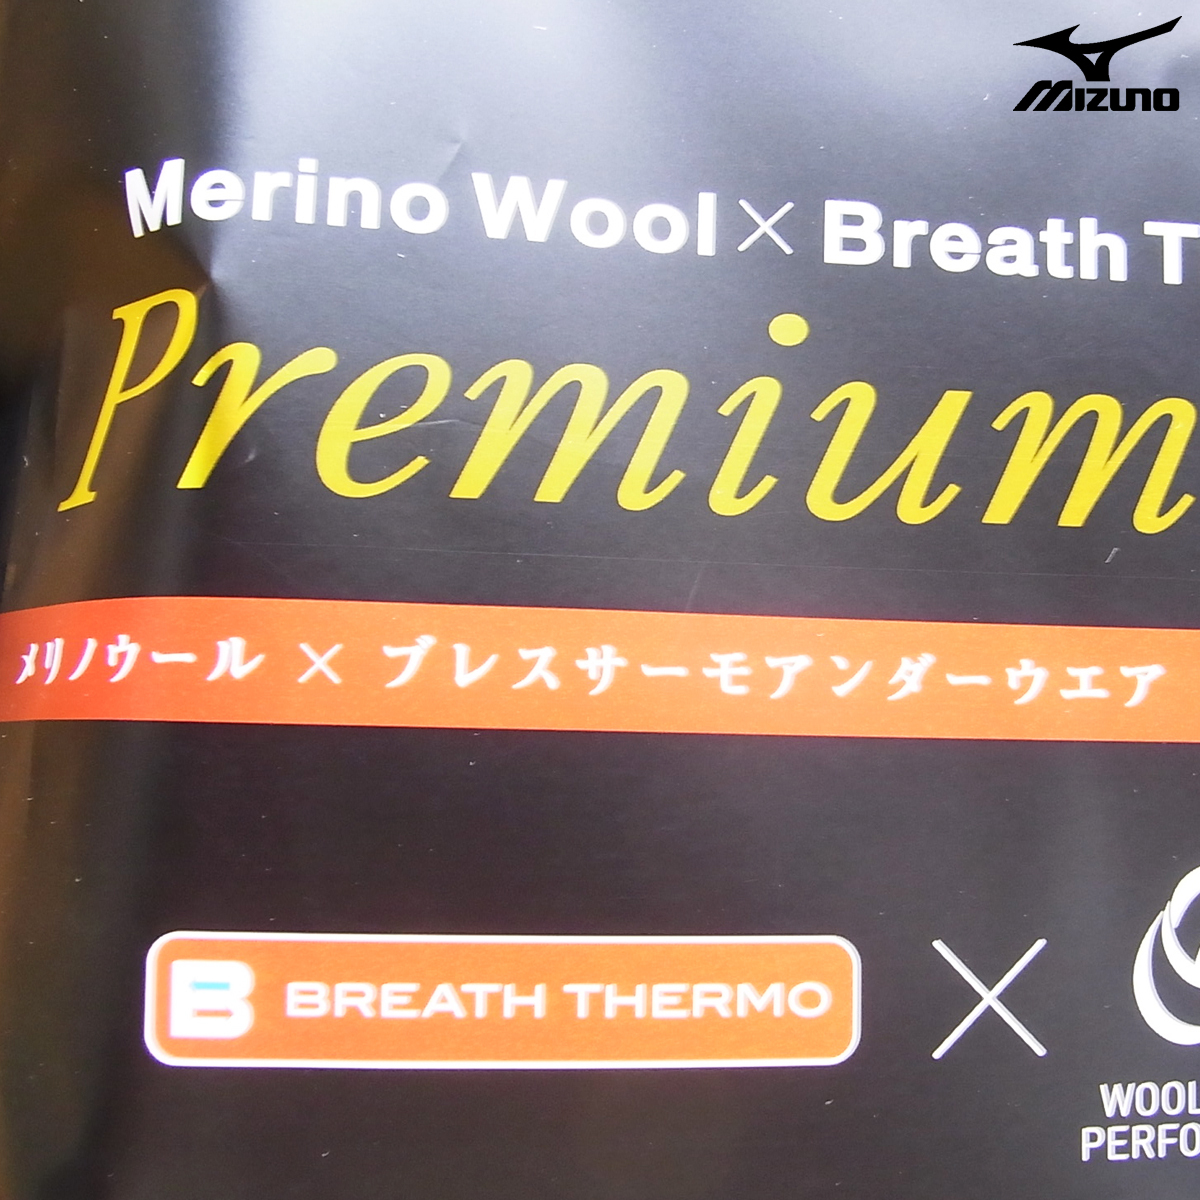 MIZUNO
Merino Wool×Breath T
Premium
メリノウール × ブレスサーモアンダーウエア
B BREATH THERMO ×
WOOL
PERFO